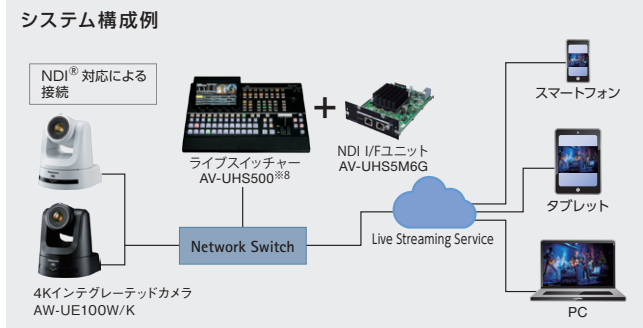 システム構成例
NDI® 対応による
接続
ライブスイッチャー
AV-UHS500※8
+
NDI I/Fユニット
AV-UHS5M6G
スマートフォン
タブレット
Network Switch
Live Streaming Service
4Kインテグレーテッドカメラ
AW-UE100W/K
PC